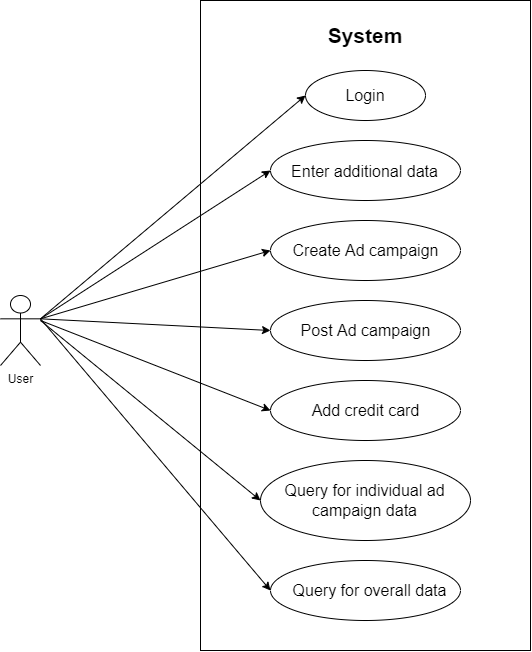 System
Login
Enter additional data
Create Ad campaign
Post Ad campaign
User
Add credit card
Query for individual ad
campaign data
Query for overall data